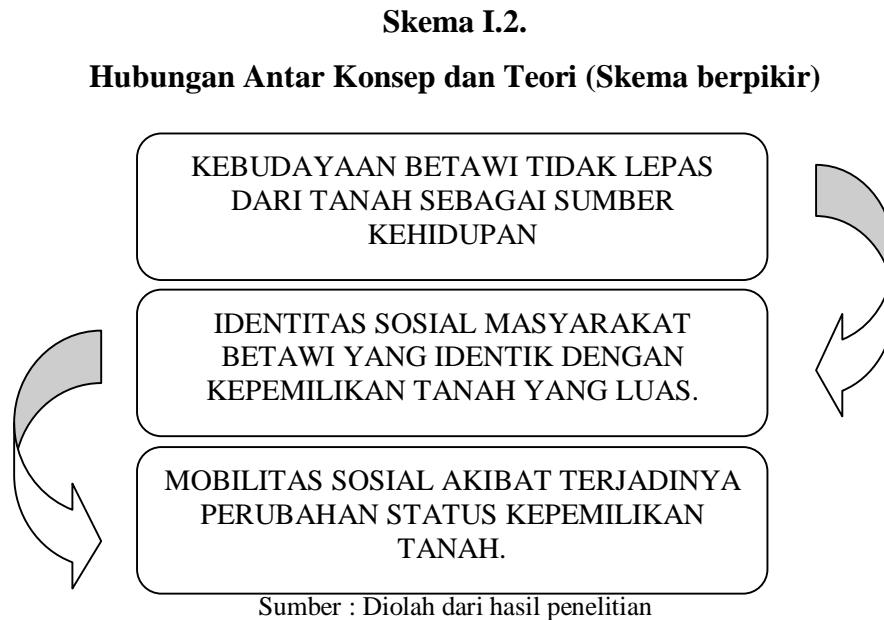 Skema I.2.
Hubungan Antar Konsep dan Teori (Skema berpikir)
KEBUDAYAAN BETAWI TIDAK LEPAS
DARI TANAH SEBAGAI SUMBER
KEHIDUPAN
IDENTITAS SOSIAL MASYARAKAT
BETAWI YANG IDENTIK DENGAN
KEPEMILIKAN TANAH YANG LUAS.
MOBILITAS SOSIAL AKIBAT TERJADINYA
PERUBAHAN STATUS KEPEMILIKAN
TANAH.
Sumber : Diolah dari hasil penelitian